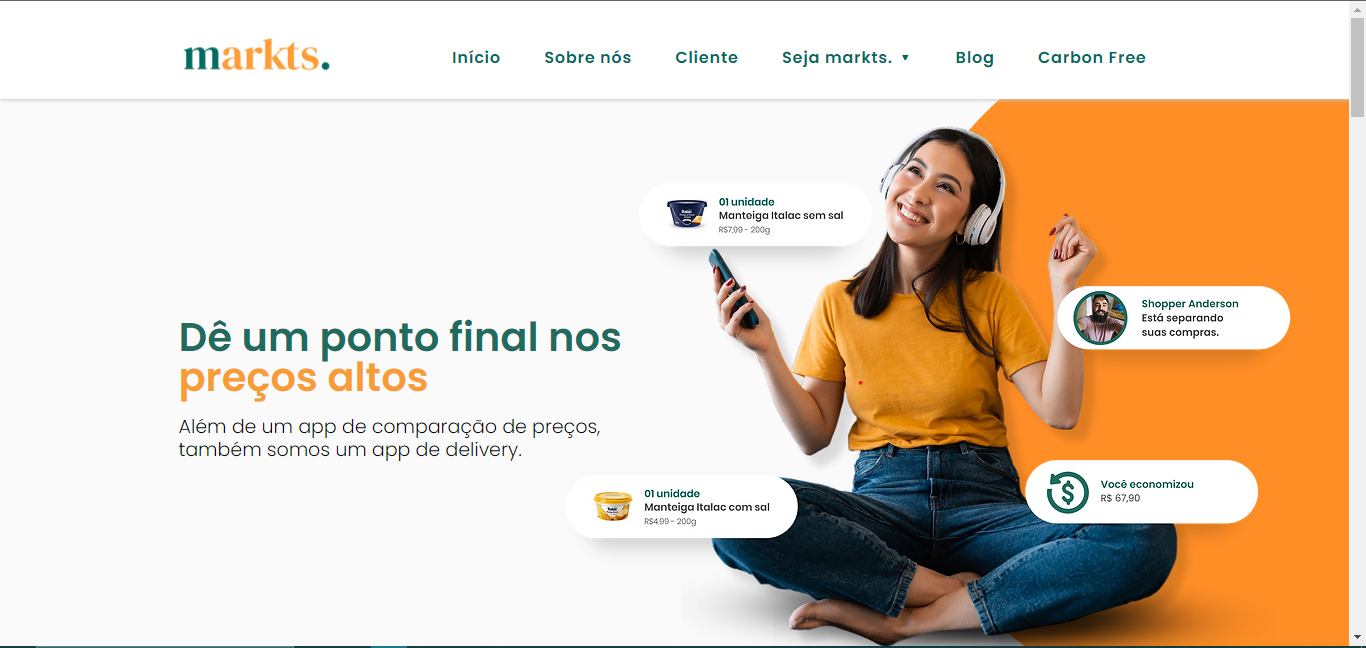 markts.
Início
Sobre nós
Cliente
Seja markts. ▼
Blog
Carbon Free
01 unidade
Manteiga Italac sem sal
R$7,99 - 200g
Shopper Anderson
Está separando
suas compras.
Dê um ponto final nos
preços altos
Além de um app de comparação de preços,
também somos um app de delivery.
Você economizou
R$ 67,90
01 unidade
Manteiga Italac com sal
R$4,99 - 200g